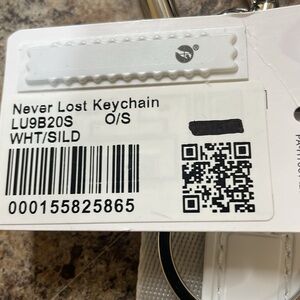 Never Lost Keychain
LU9B20S O/S
WHT/SILD
000155825865